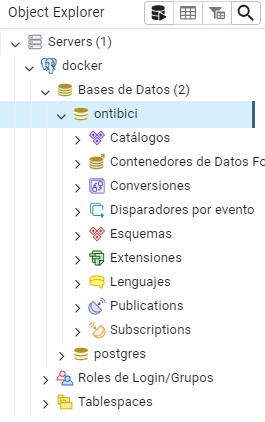 Object Explorer
Servers (1)
docker
Bases de Datos (2)
ontibici
Catálogos
Contenedores de Datos Fo
Conversiones
Disparadores por evento
Esquemas
Extensiones
Lenguajes
Publications
Subscriptions
postgres
Roles de Login/Grupos
Tablespaces